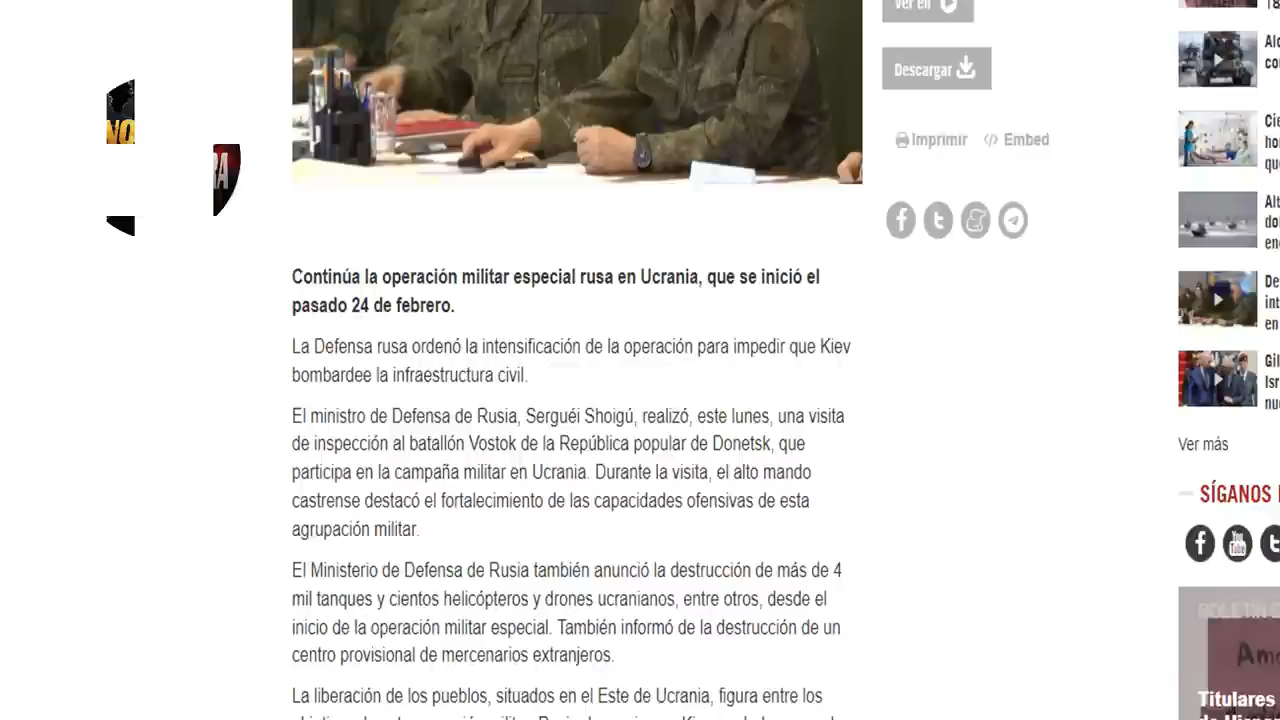 Ver en
Descargar
Imprimir
Embed
NO
RA
Continúa la operación militar especial rusa en Ucrania, que se inició el
pasado 24 de febrero.
La Defensa rusa ordenó la intensificación de la operación para impedir que Kiev
bombardee la infraestructura civil.
El ministro de Defensa de Rusia, Serguéi Shoigú, realizó, este lunes, una visita
de inspección al batallón Vostok de la República popular de Donetsk, que
participa en la campaña militar en Ucrania. Durante la visita, el alto mando
castrense destacó el fortalecimiento de las capacidades ofensivas de esta
agrupación militar.
El Ministerio de Defensa de Rusia también anunció la destrucción de más de 4
mil tanques y cientos helicópteros y drones ucranianos, entre otros, desde el
inicio de la operación militar especial. También informó de la destrucción de un
centro provisional de mercenarios extranjeros.
La liberación de los pueblos, situados en el Este de Ucrania, figura entre los
Ver más
SÍGANOS
You
Tube
BOLETÍN
Titulares